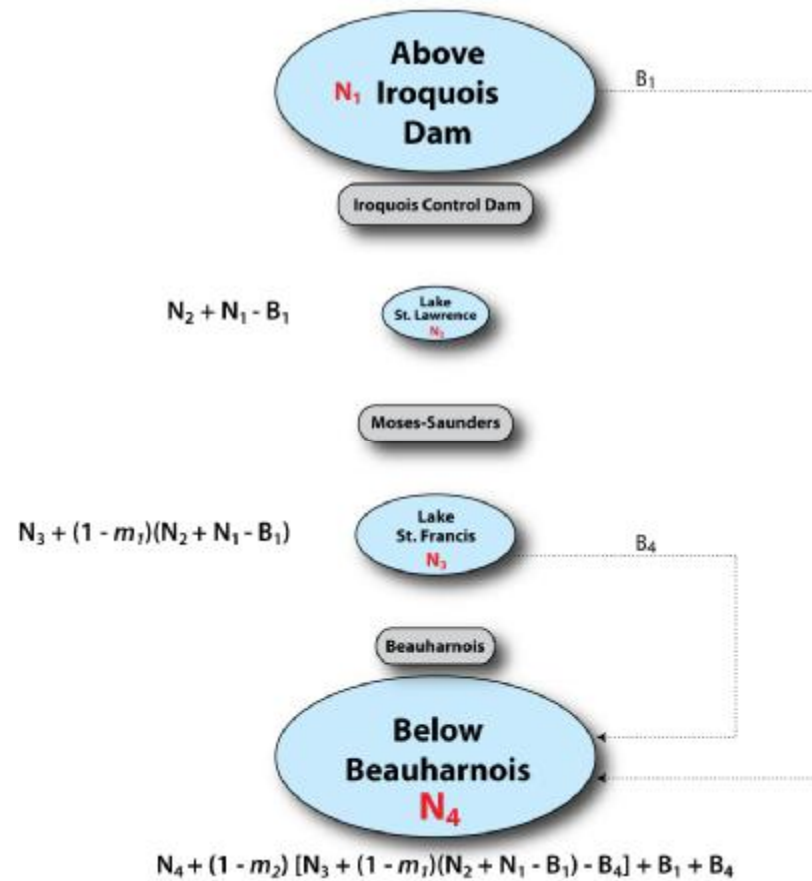 Above
N₁ Iroquois
Dam
B₁
Iroquois Control Dam
N₂ + N₁ - B₁
Lake
St. Lawrence
N₂
Moses-Saunders
N₃ + (1 - m₁)(N₂ + N₁ - B₁)
Lake
St. Francis
N₃
B₄
Beauharnois
Below
Beauharnois
N₄
N₄ + (1 - m₂) [N₃ + (1 - m₁)(N₂ + N₁ - B₁) - B₄] + B₁ + B₄